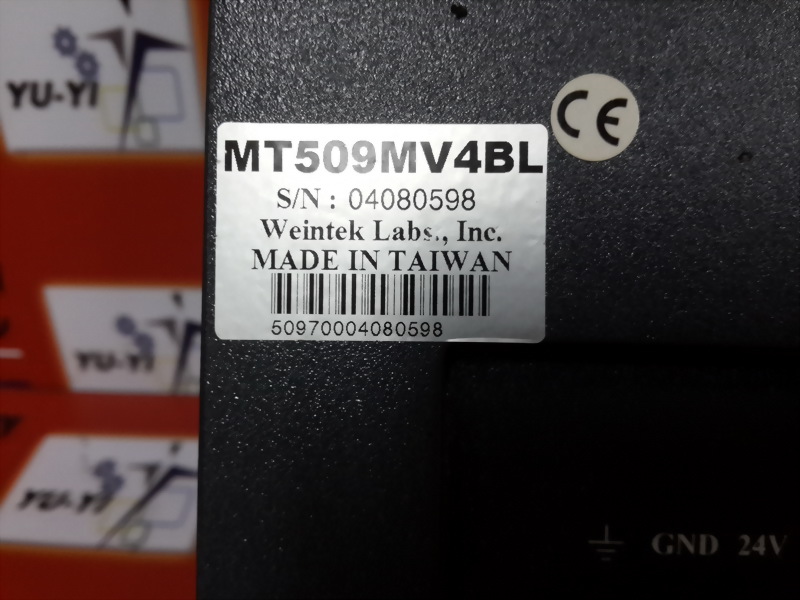 YU-YI
CE
MT509MV4BL
S/N : 04080598
Weintek Labs., Inc.
MADE IN TAIWAN
50970004080598
YU-YI
YU-YI
GND 24V